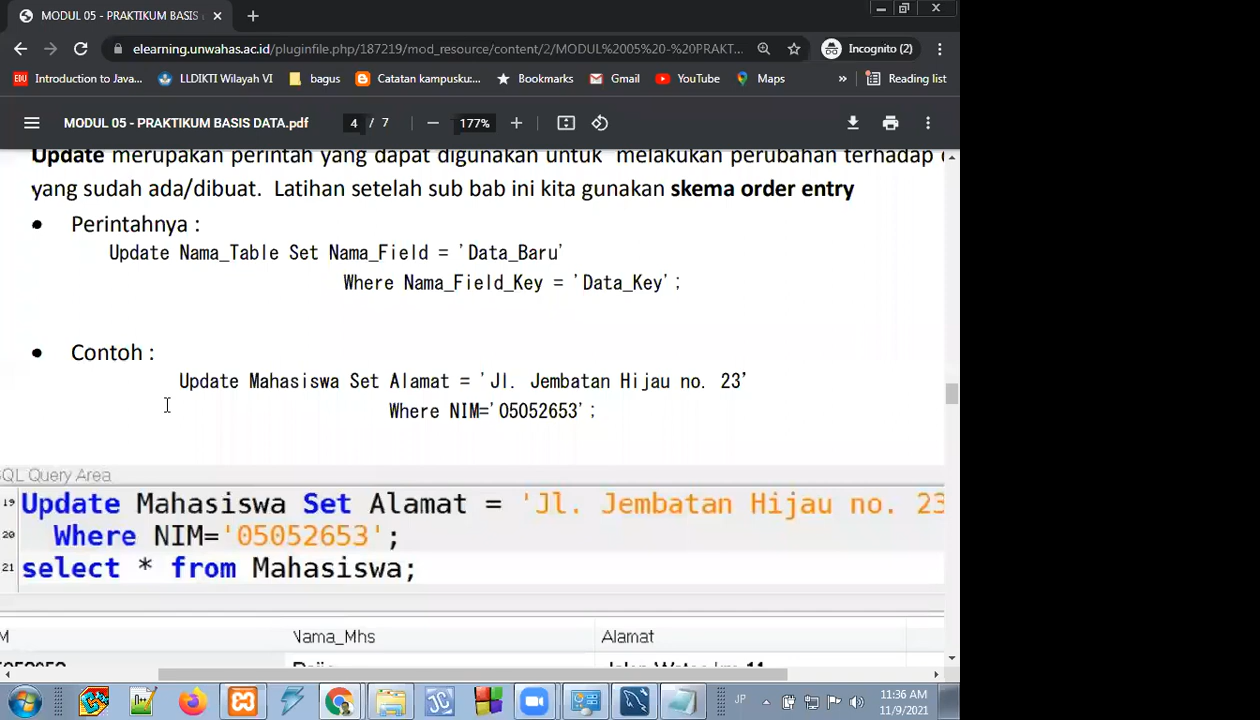 MODUL 05 - PRAKTIKUM BASIS
elearning.unwahas.ac.id/pluginfile.php/187219/mod_resource/content/2/MODUL%2005%20-%20PRAKT...
Incognito (2)
EDU Introduction to Java... LLDIKTI Wilayah VI bagus Catatan kampusku:... Bookmarks Gmail YouTube Maps » Reading list
MODUL 05 - PRAKTIKUM BASIS DATA.pdf 4 / 7 177%
Update merupakan perintah yang dapat digunakan untuk melakukan perubahan terhadap
yang sudah ada/dibuat. Latihan setelah sub bab ini kita gunakan skema order entry
• Perintahnya :
Update Nama_Table Set Nama_Field = 'Data_Baru'
Where Nama_Field_Key = 'Data_Key';
• Contoh :
Update Mahasiswa Set Alamat = 'Jl. Jembatan Hijau no. 23'
Where NIM='05052653';
SQL Query Area
19 Update Mahasiswa Set Alamat = 'Jl. Jembatan Hijau no. 23
20 Where NIM='05052653';
21 select * from Mahasiswa;
Nama_Mhs Alamat
JP 11:36 AM
11/9/2021